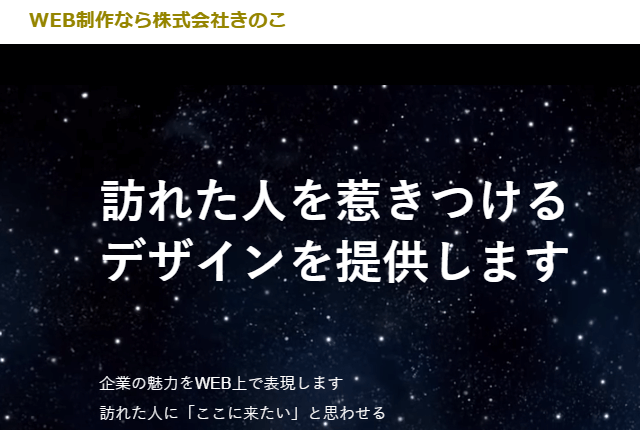 WEB制作なら株式会社きのこ
訪れた人を惹きつける
デザインを提供します
企業の魅力をWEB上で表現します
訪れた人に「ここに来たい」と思わせる